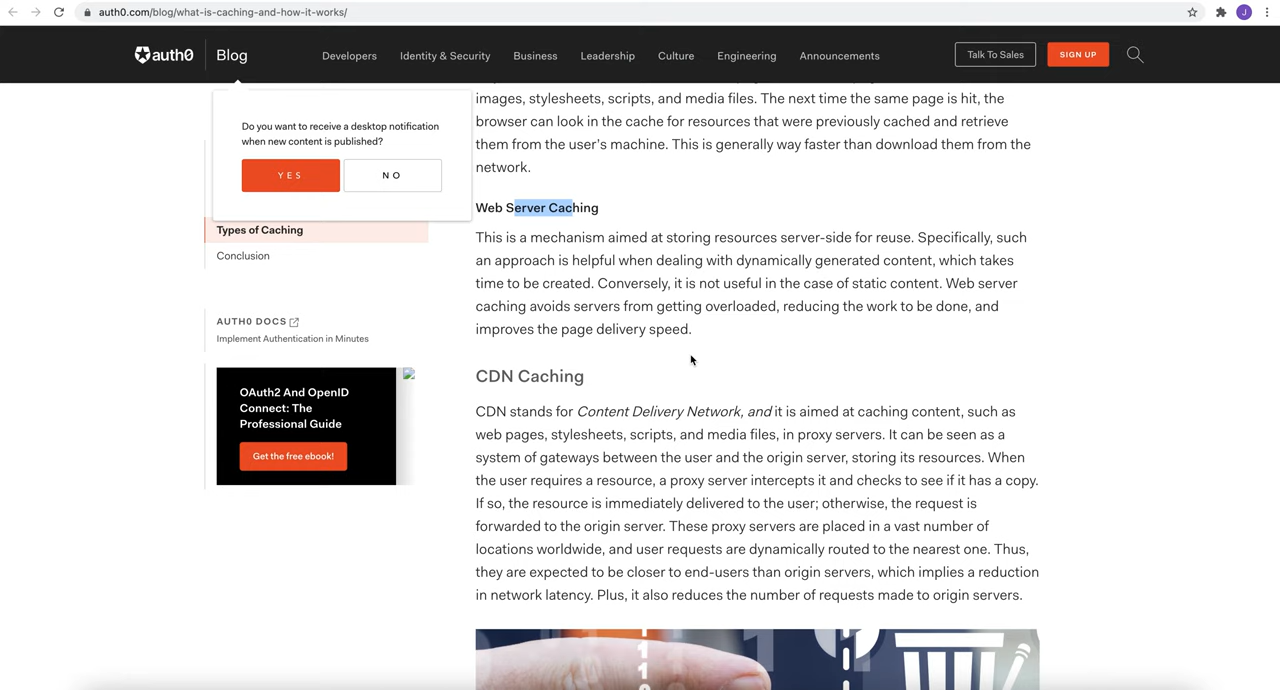 auth0.com/blog/what-is-caching-and-how-it-works/
J
auth0 Blog Developers Identity & Security Business Leadership Culture Engineering Announcements Talk To Sales SIGN UP
Do you want to receive a desktop notification
when new content is published?
YES NO
Types of Caching
Conclusion
AUTH0 DOCS
Implement Authentication in Minutes
OAuth2 And OpenID
Connect: The
Professional Guide
Get the free ebook!
images, stylesheets, scripts, and media files. The next time the same page is hit, the
browser can look in the cache for resources that were previously cached and retrieve
them from the user's machine. This is generally way faster than download them from the
network.
Web Server Caching
This is a mechanism aimed at storing resources server-side for reuse. Specifically, such
an approach is helpful when dealing with dynamically generated content, which takes
time to be created. Conversely, it is not useful in the case of static content. Web server
caching avoids servers from getting overloaded, reducing the work to be done, and
improves the page delivery speed.
CDN Caching
CDN stands for Content Delivery Network, and it is aimed at caching content, such as
web pages, stylesheets, scripts, and media files, in proxy servers. It can be seen as a
system of gateways between the user and the origin server, storing its resources. When
the user requires a resource, a proxy server intercepts it and checks to see if it has a copy.
If so, the resource is immediately delivered to the user; otherwise, the request is
forwarded to the origin server. These proxy servers are placed in a vast number of
locations worldwide, and user requests are dynamically routed to the nearest one. Thus,
they are expected to be closer to end-users than origin servers, which implies a reduction
in network latency. Plus, it also reduces the number of requests made to origin servers.